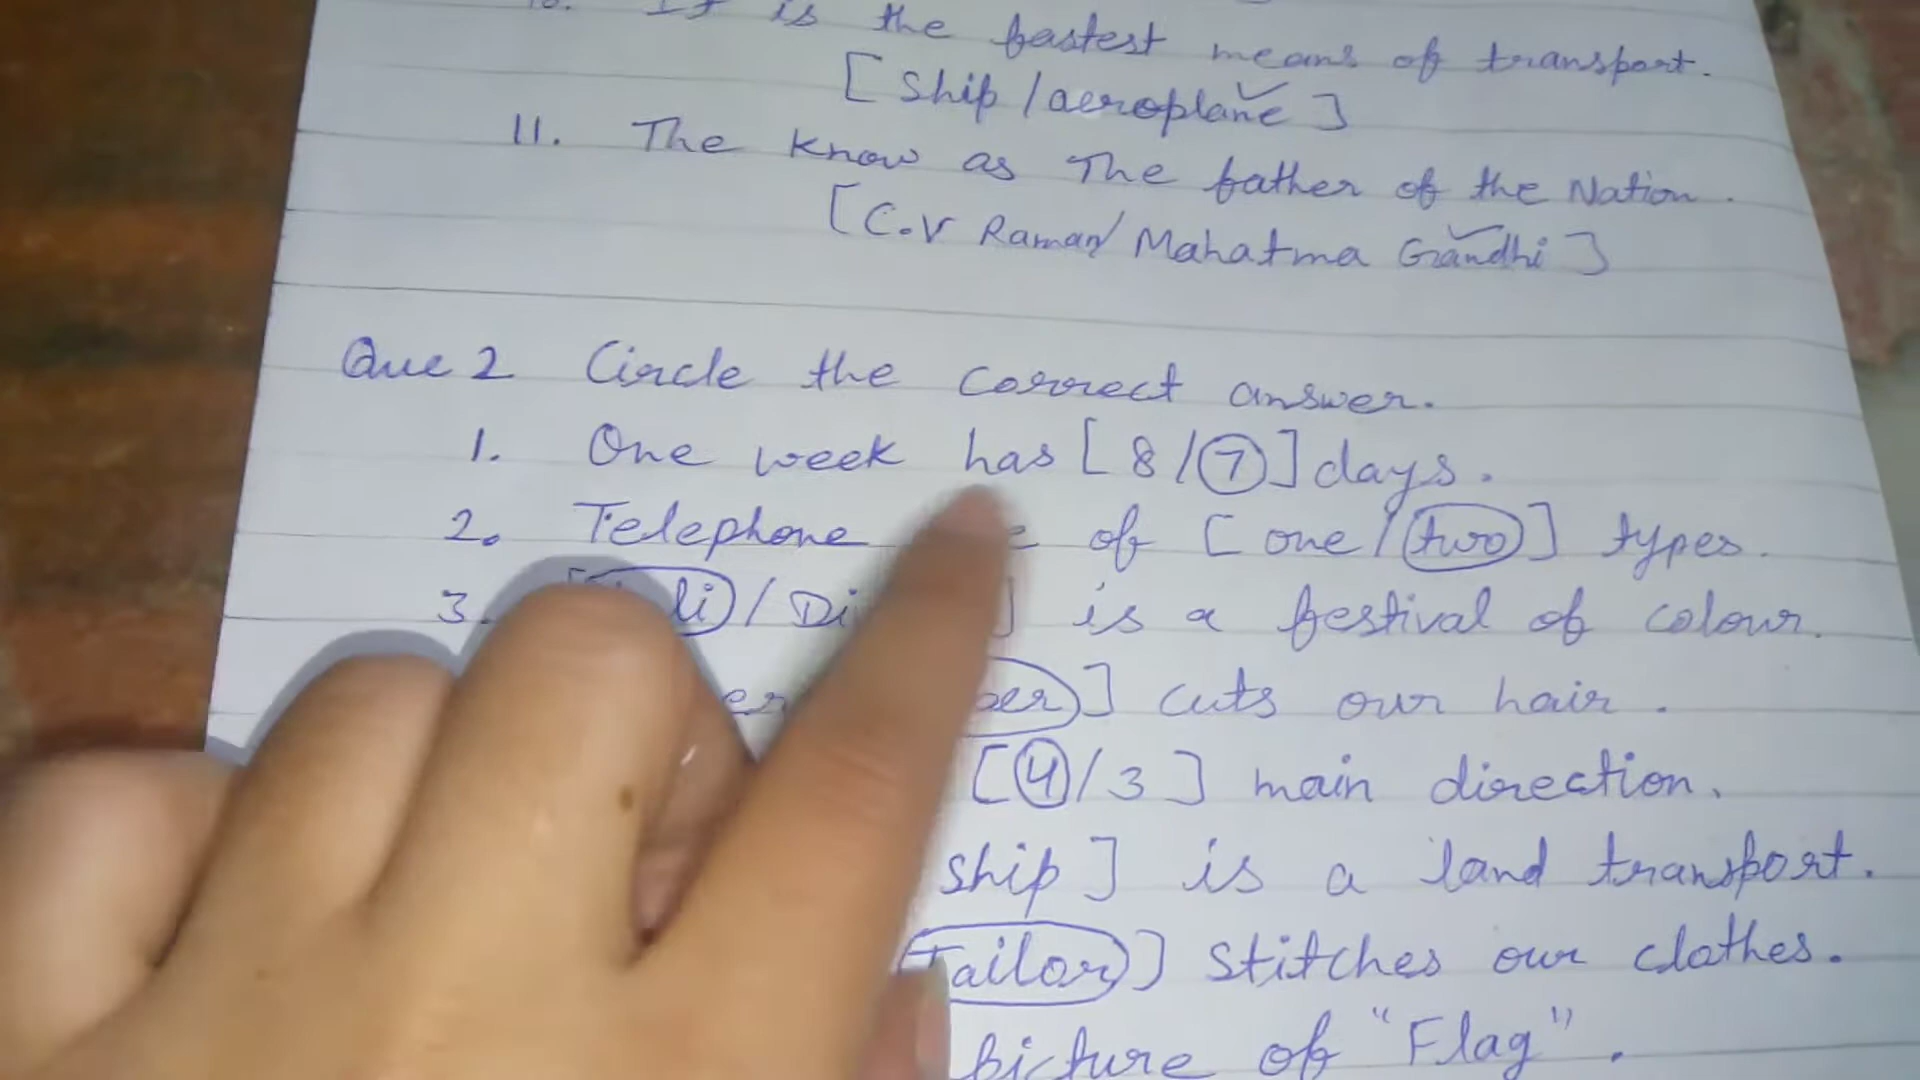 10. It is the fastest means of transport.
[Ship / aeroplane]
11. The know as The father of the Nation.
[C.V Raman / Mahatma Grandhi]
Que 2 Circle the correct answer.
1. One week has [8/7] days.
2. Telephone of [one / two] types.
3. is a festival of colour.
cuts our hair.
[4/3] main direction.
ship] is a land transport.
Tailor] stitches our clothes.
picture of "Flag".